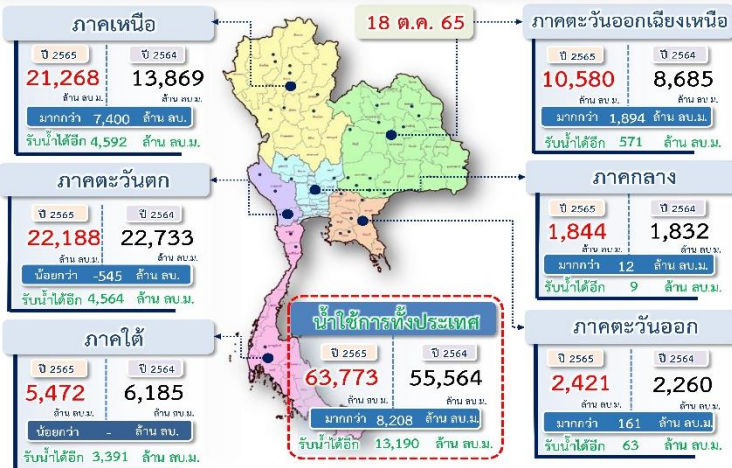 ภาคเหนือ
ปี 2565 ปี 2564
21,268 13,869
ล้าน ลบ.ม. ล้าน ลบ.ม.
มากกว่า 7,400 ล้าน ลบ.
รับน้ำได้อีก 4,592 ล้าน ลบ.ม.
18 ต.ค. 65
ภาคตะวันออกเฉียงเหนือ
ปี 2565 ปี 2564
10,580 8,685
ล้าน ลบ.ม. ล้าน ลบ.ม.
มากกว่า 1,894 ล้าน ลบ.ม.
รับน้ำได้อีก 571 ล้าน ลบ.ม.
ภาคตะวันตก
ปี 2565 ปี 2564
22,188 22,733
ล้าน ลบ.ม. ล้าน ลบ.ม.
น้อยกว่า -545 ล้าน ลบ.
รับน้ำได้อีก 4,564 ล้าน ลบ.ม.
ภาคกลาง
ปี 2565 ปี 2564
1,844 1,832
ล้าน ลบ.ม. ล้าน ลบ.ม.
มากกว่า 12 ล้าน ลบ.ม.
รับน้ำได้อีก 9 ล้าน ลบ.ม.
ภาคใต้
ปี 2565 ปี 2564
5,472 6,185
ล้าน ลบ.ม. ล้าน ลบ.ม.
น้อยกว่า - ล้าน ลบ.
รับน้ำได้อีก 3,391 ล้าน ลบ.ม.
น้ำใช้การทั้งประเทศ
ปี 2565 ปี 2564
63,773 55,564
ล้าน ลบ.ม. ล้าน ลบ.ม.
มากกว่า 8,208 ล้าน ลบ.ม.
รับน้ำได้อีก 13,190 ล้าน ลบ.ม.
ภาคตะวันออก
ปี 2565 ปี 2564
2,421 2,260
ล้าน ลบ.ม. ล้าน ลบ.ม.
มากกว่า 161 ล้าน ลบ.ม.
รับน้ำได้อีก 63 ล้าน ลบ.ม.